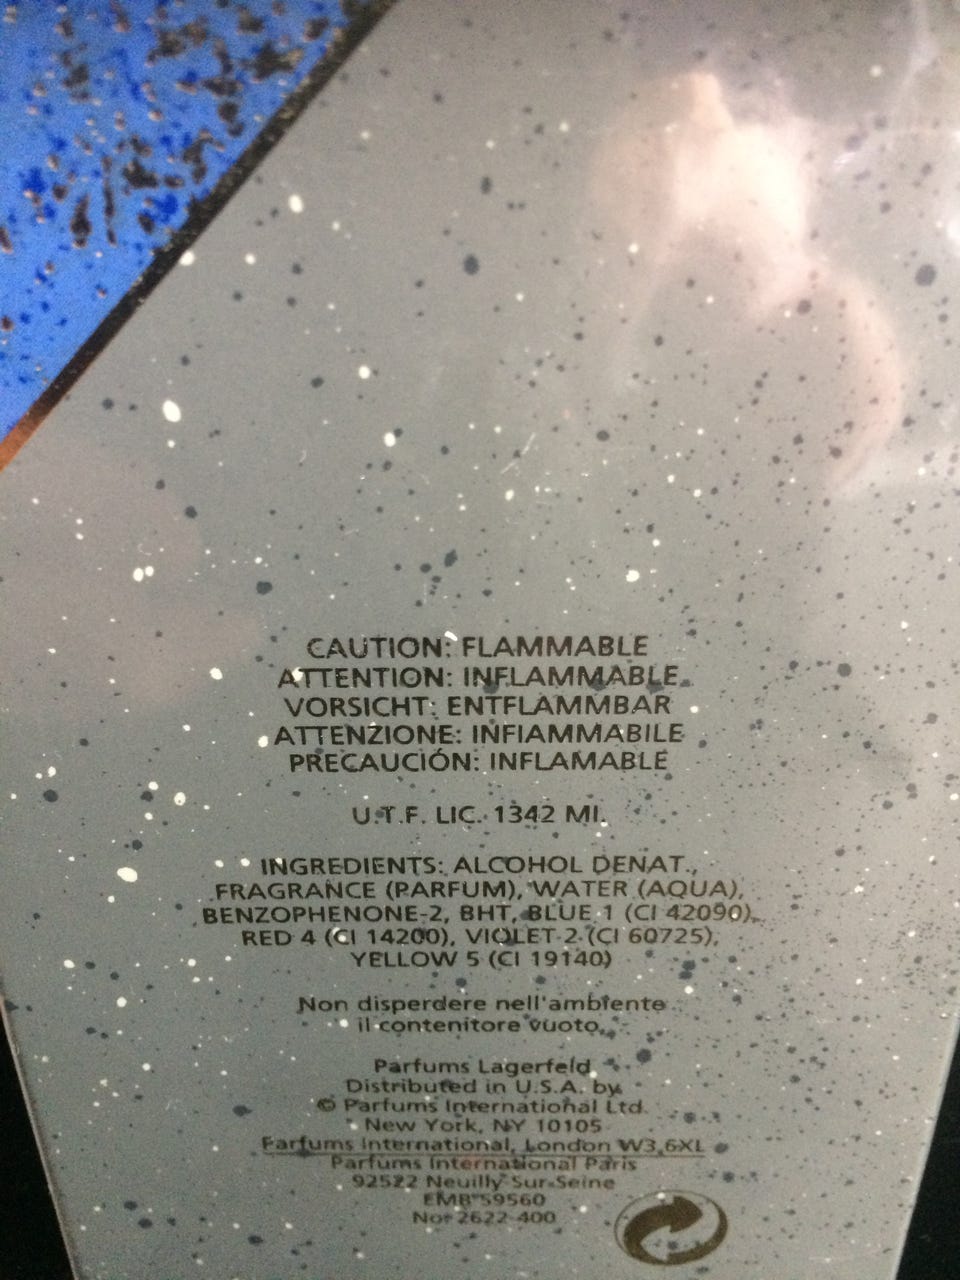 CAUTION: FLAMMABLE
ATTENTION: INFLAMMABLE
VORSICHT: ENTFLAMMBAR
ATTENZIONE: INFIAMMABILE
PRECAUCIÓN: INFLAMABLE
U.T.F. LIC. 1342 MI.
INGREDIENTS: ALCOHOL DENAT.,
FRAGRANCE (PARFUM), WATER (AQUA),
BENZOPHENONE-2, BHT, BLUE 1 (CI 42090),
RED 4 (CI 14200), VIOLET 2 (CI 60725),
YELLOW 5 (CI 19140)
Non disperdere nell'ambiente
il contenitore vuoto.
Parfums Lagerfeld
Distributed in U.S.A. by
© Parfums International Ltd.
New York, NY 10105
Parfums International, London W3 6XL
Parfums International Paris
92522 Neuilly Sur Seine
EMB 59560
No. 2622-400